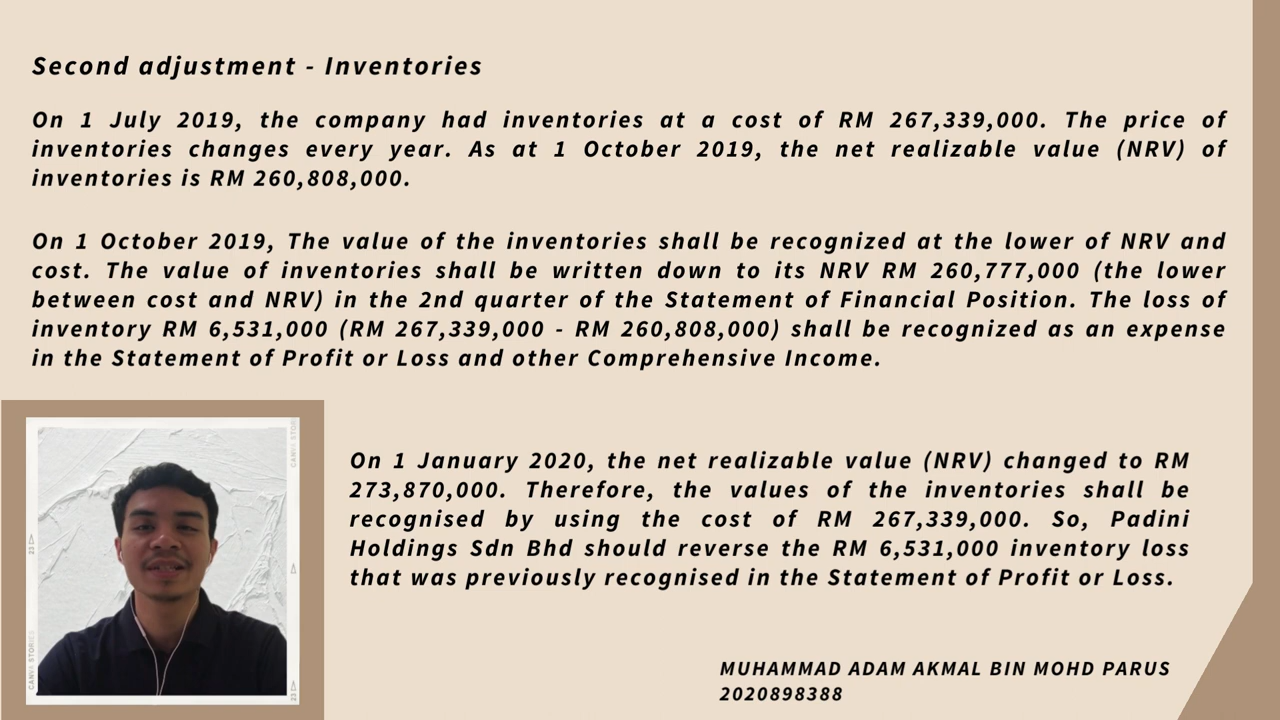 Second adjustment - Inventories
On 1 July 2019, the company had inventories at a cost of RM 267,339,000. The price of
inventories changes every year. As at 1 October 2019, the net realizable value (NRV) of
inventories is RM 260,808,000.
On 1 October 2019, The value of the inventories shall be recognized at the lower of NRV and
cost. The value of inventories shall be written down to its NRV RM 260,777,000 (the lower
between cost and NRV) in the 2nd quarter of the Statement of Financial Position. The loss of
inventory RM 6,531,000 (RM 267,339,000 - RM 260,808,000) shall be recognized as an expense
in the Statement of Profit or Loss and other Comprehensive Income.
CANVA STOR
23
CANVA STORIES
23
On 1 January 2020, the net realizable value (NRV) changed to RM
273,870,000. Therefore, the values of the inventories shall be
recognised by using the cost of RM 267,339,000. So, Padini
Holdings Sdn Bhd should reverse the RM 6,531,000 inventory loss
that was previously recognised in the Statement of Profit or Loss.
MUHAMMAD ADAM AKMAL BIN MOHD PARUS
2020898388